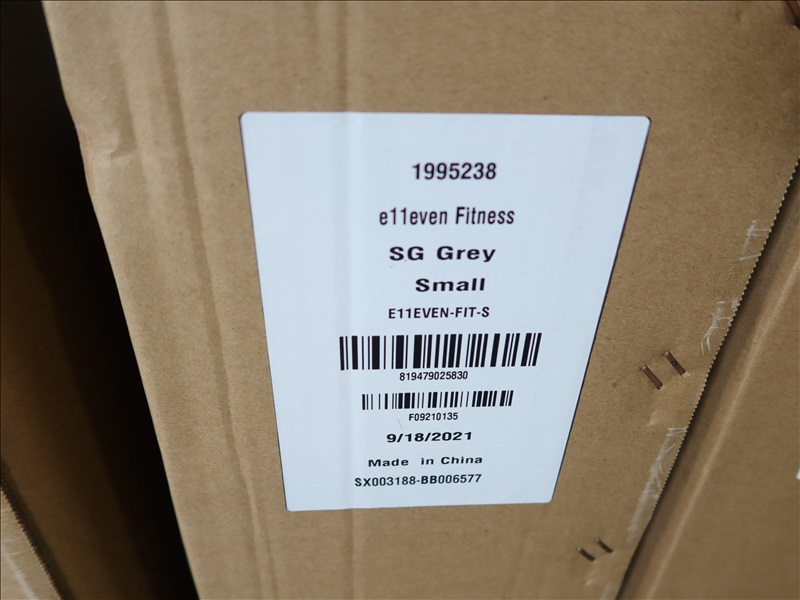 1995238
e11even Fitness
SG Grey
Small
E11EVEN-FIT-S
819479025830
F09210135
9/18/2021
Made in China
SX003188-BB006577